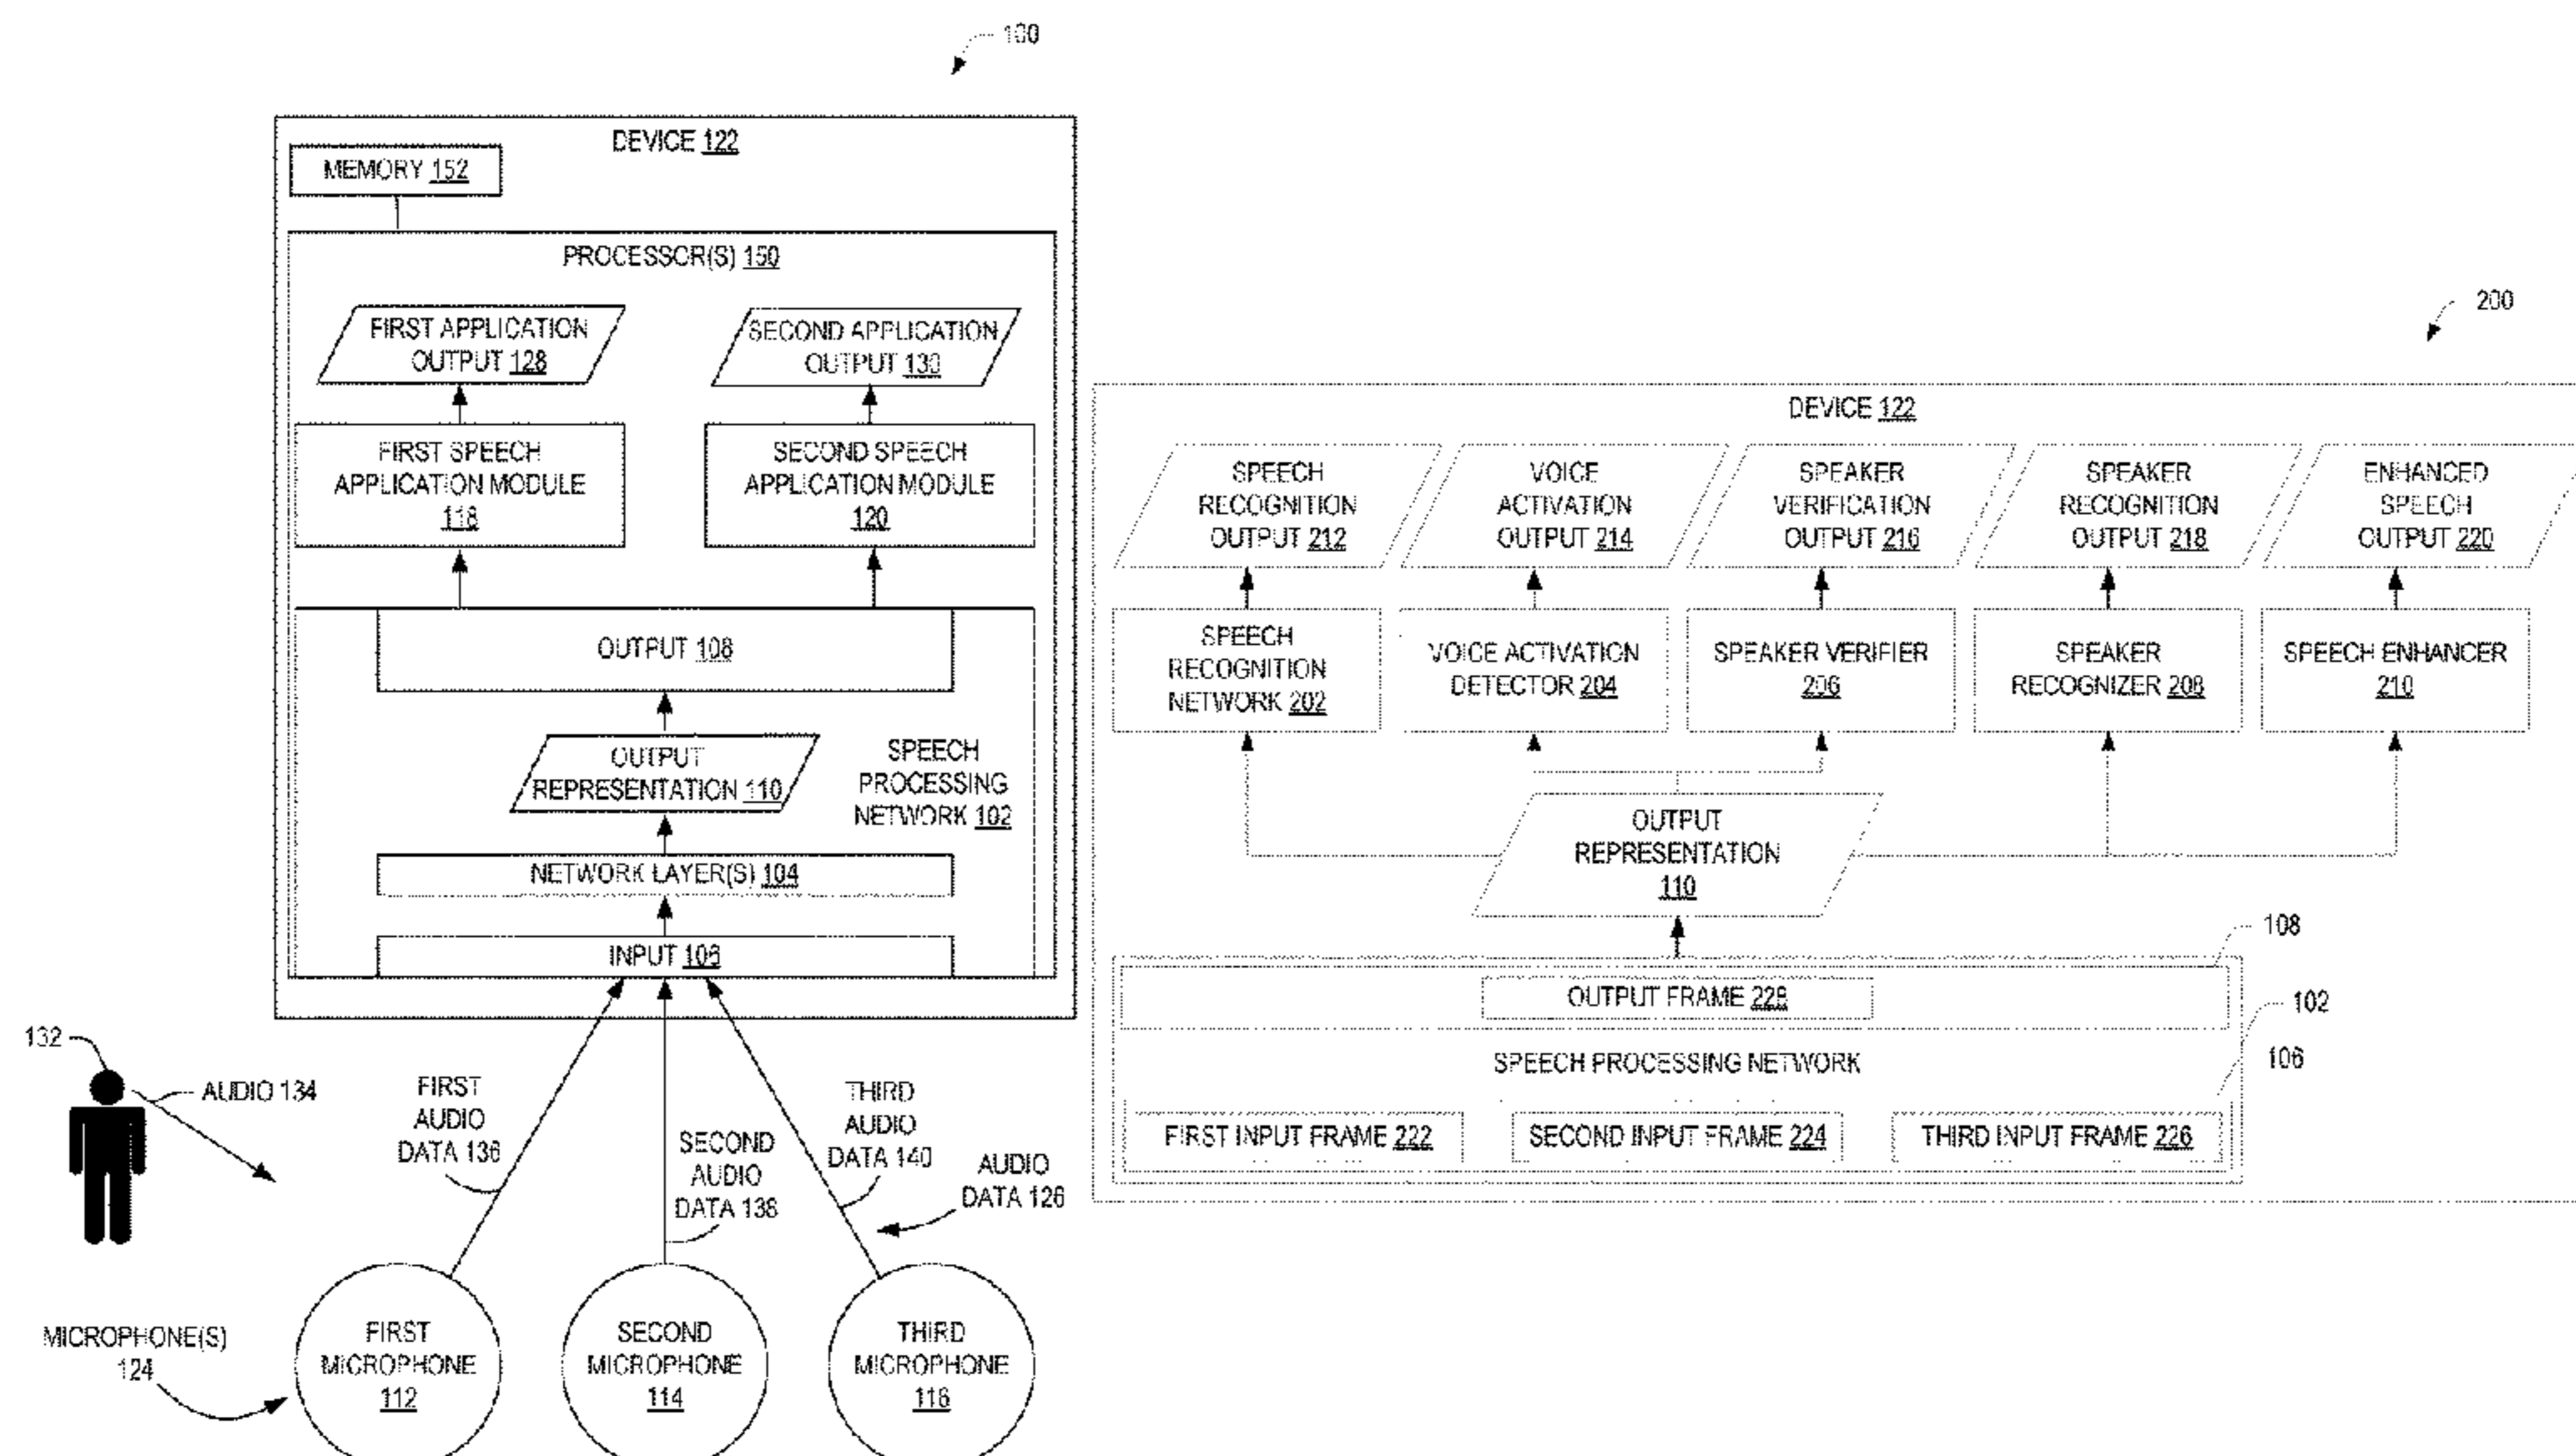 100
DEVICE 122
MEMORY 152
PROCESSOR(S) 150
FIRST APPLICATION
OUTPUT 128
SECOND APPLICATION
OUTPUT 130
FIRST SPEECH
APPLICATION MODULE
118
SECOND SPEECH
APPLICATION MODULE
120
OUTPUT 108
OUTPUT
REPRESENTATION 110
SPEECH
PROCESSING
NETWORK 102
NETWORK LAYER(S) 104
INPUT 106
132
AUDIO 134
FIRST
AUDIO
DATA 136
SECOND
AUDIO
DATA 138
THIRD
AUDIO
DATA 140
AUDIO
DATA 126
MICROPHONE(S)
124
FIRST
MICROPHONE
112
SECOND
MICROPHONE
114
THIRD
MICROPHONE
116
200
DEVICE 122
SPEECH
RECOGNITION
OUTPUT 212
VOICE
ACTIVATION
OUTPUT 214
SPEAKER
VERIFICATION
OUTPUT 216
SPEAKER
RECOGNITION
OUTPUT 218
ENHANCED
SPEECH
OUTPUT 220
SPEECH
RECOGNITION
NETWORK 202
VOICE ACTIVATION
DETECTOR 204
SPEAKER VERIFIER
206
SPEAKER
RECOGNIZER 208
SPEECH ENHANCER
210
OUTPUT
REPRESENTATION
110
108
OUTPUT FRAME 228
102
SPEECH PROCESSING NETWORK
106
FIRST INPUT FRAME 222
SECOND INPUT FRAME 224
THIRD INPUT FRAME 226